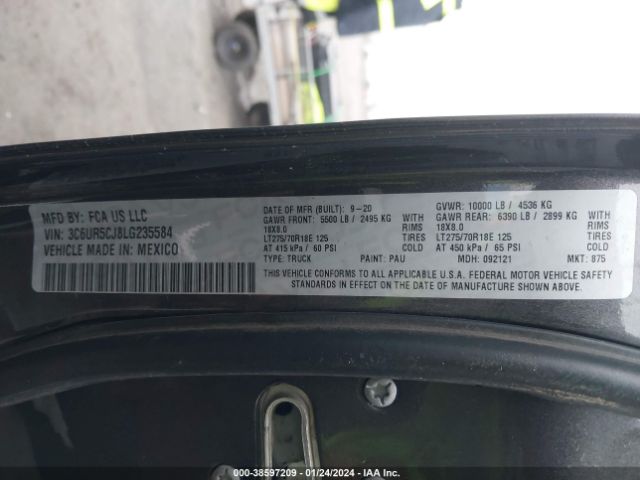 MFD BY: FCA US LLC
VIN: 3C6UR5CJ8LG235584
VEHICLE MADE IN: MEXICO
DATE OF MFR (BUILT): 9-20 GVWR: 10000 LB / 4536 KG
GAWR FRONT: 5500 LB / 2495 KG WITH GAWR REAR: 6390 LB / 2899 KG WITH
18X8.0 RIMS 18X8.0 RIMS
LT275/70R18E 125 TIRES LT275/70R18E 125 TIRES
AT 415 kPa / 60 PSI COLD AT 450 kPa / 65 PSI COLD
TYPE: TRUCK PAINT: PAU MDH: 092121 MKT: 875
THIS VEHICLE CONFORMS TO ALL APPLICABLE U.S.A. FEDERAL MOTOR VEHICLE SAFETY
STANDARDS IN EFFECT ON THE DATE OF MANUFACTURE SHOWN ABOVE.
000-38597209 - 01/24/2024 - IAA Inc.